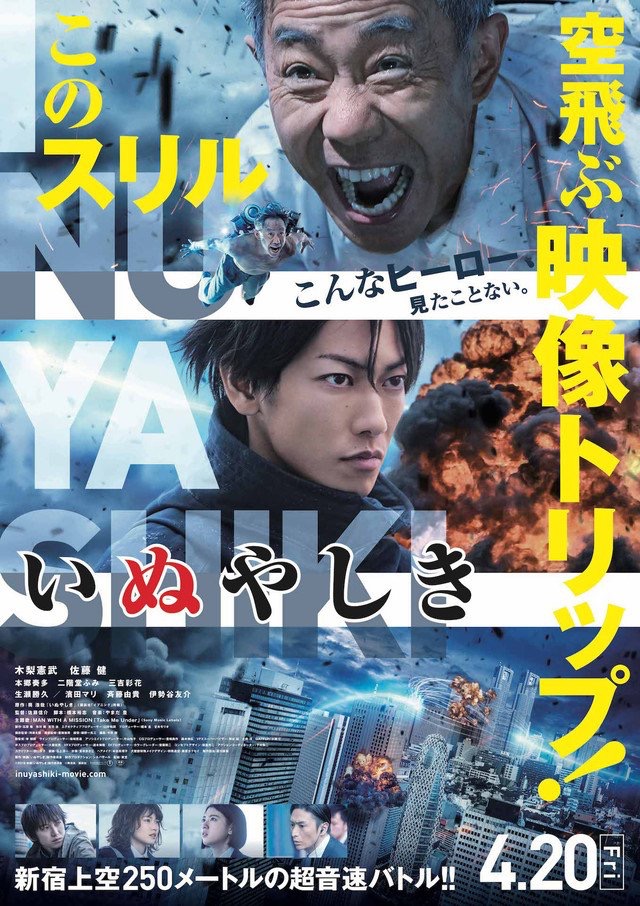 このスリル
空飛ぶ映像トリップ!
INU
YA
SHIKI
こんなヒーロー、
見たことない。
いぬやしき
木梨憲武 佐藤 健
本郷奏多 二階堂ふみ 三吉彩花
生瀬勝久／濱田マリ 斉藤由貴 伊勢谷友介
主題歌:MAN WITH A MISSION「Take Me Under」(Sony Music Labels)
inuyashiki-movie.com
新宿上空250メートルの超音速バトル!!
4.20 Fri